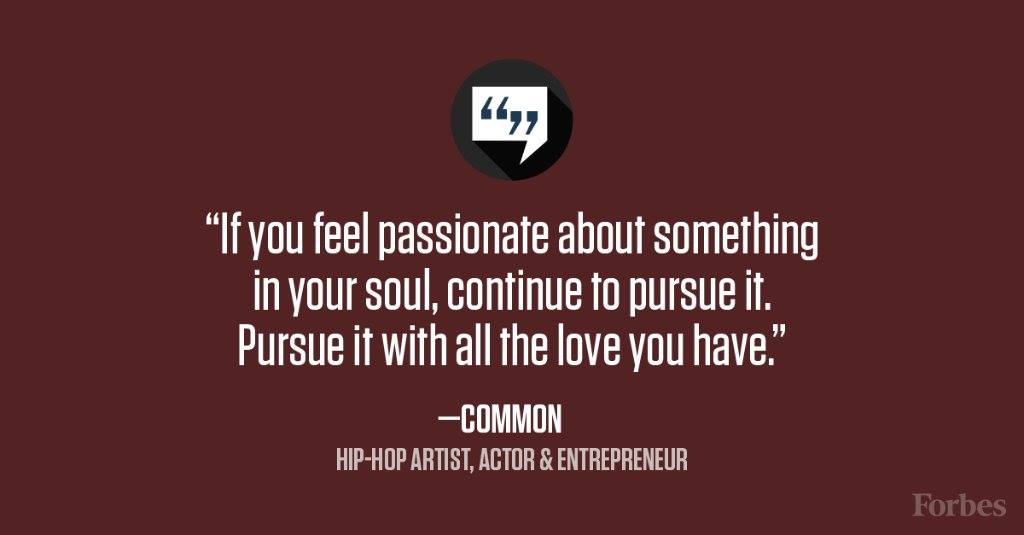 “If you feel passionate about something
in your soul, continue to pursue it.
Pursue it with all the love you have.”
—COMMON
HIP-HOP ARTIST, ACTOR & ENTREPRENEUR
Forbes